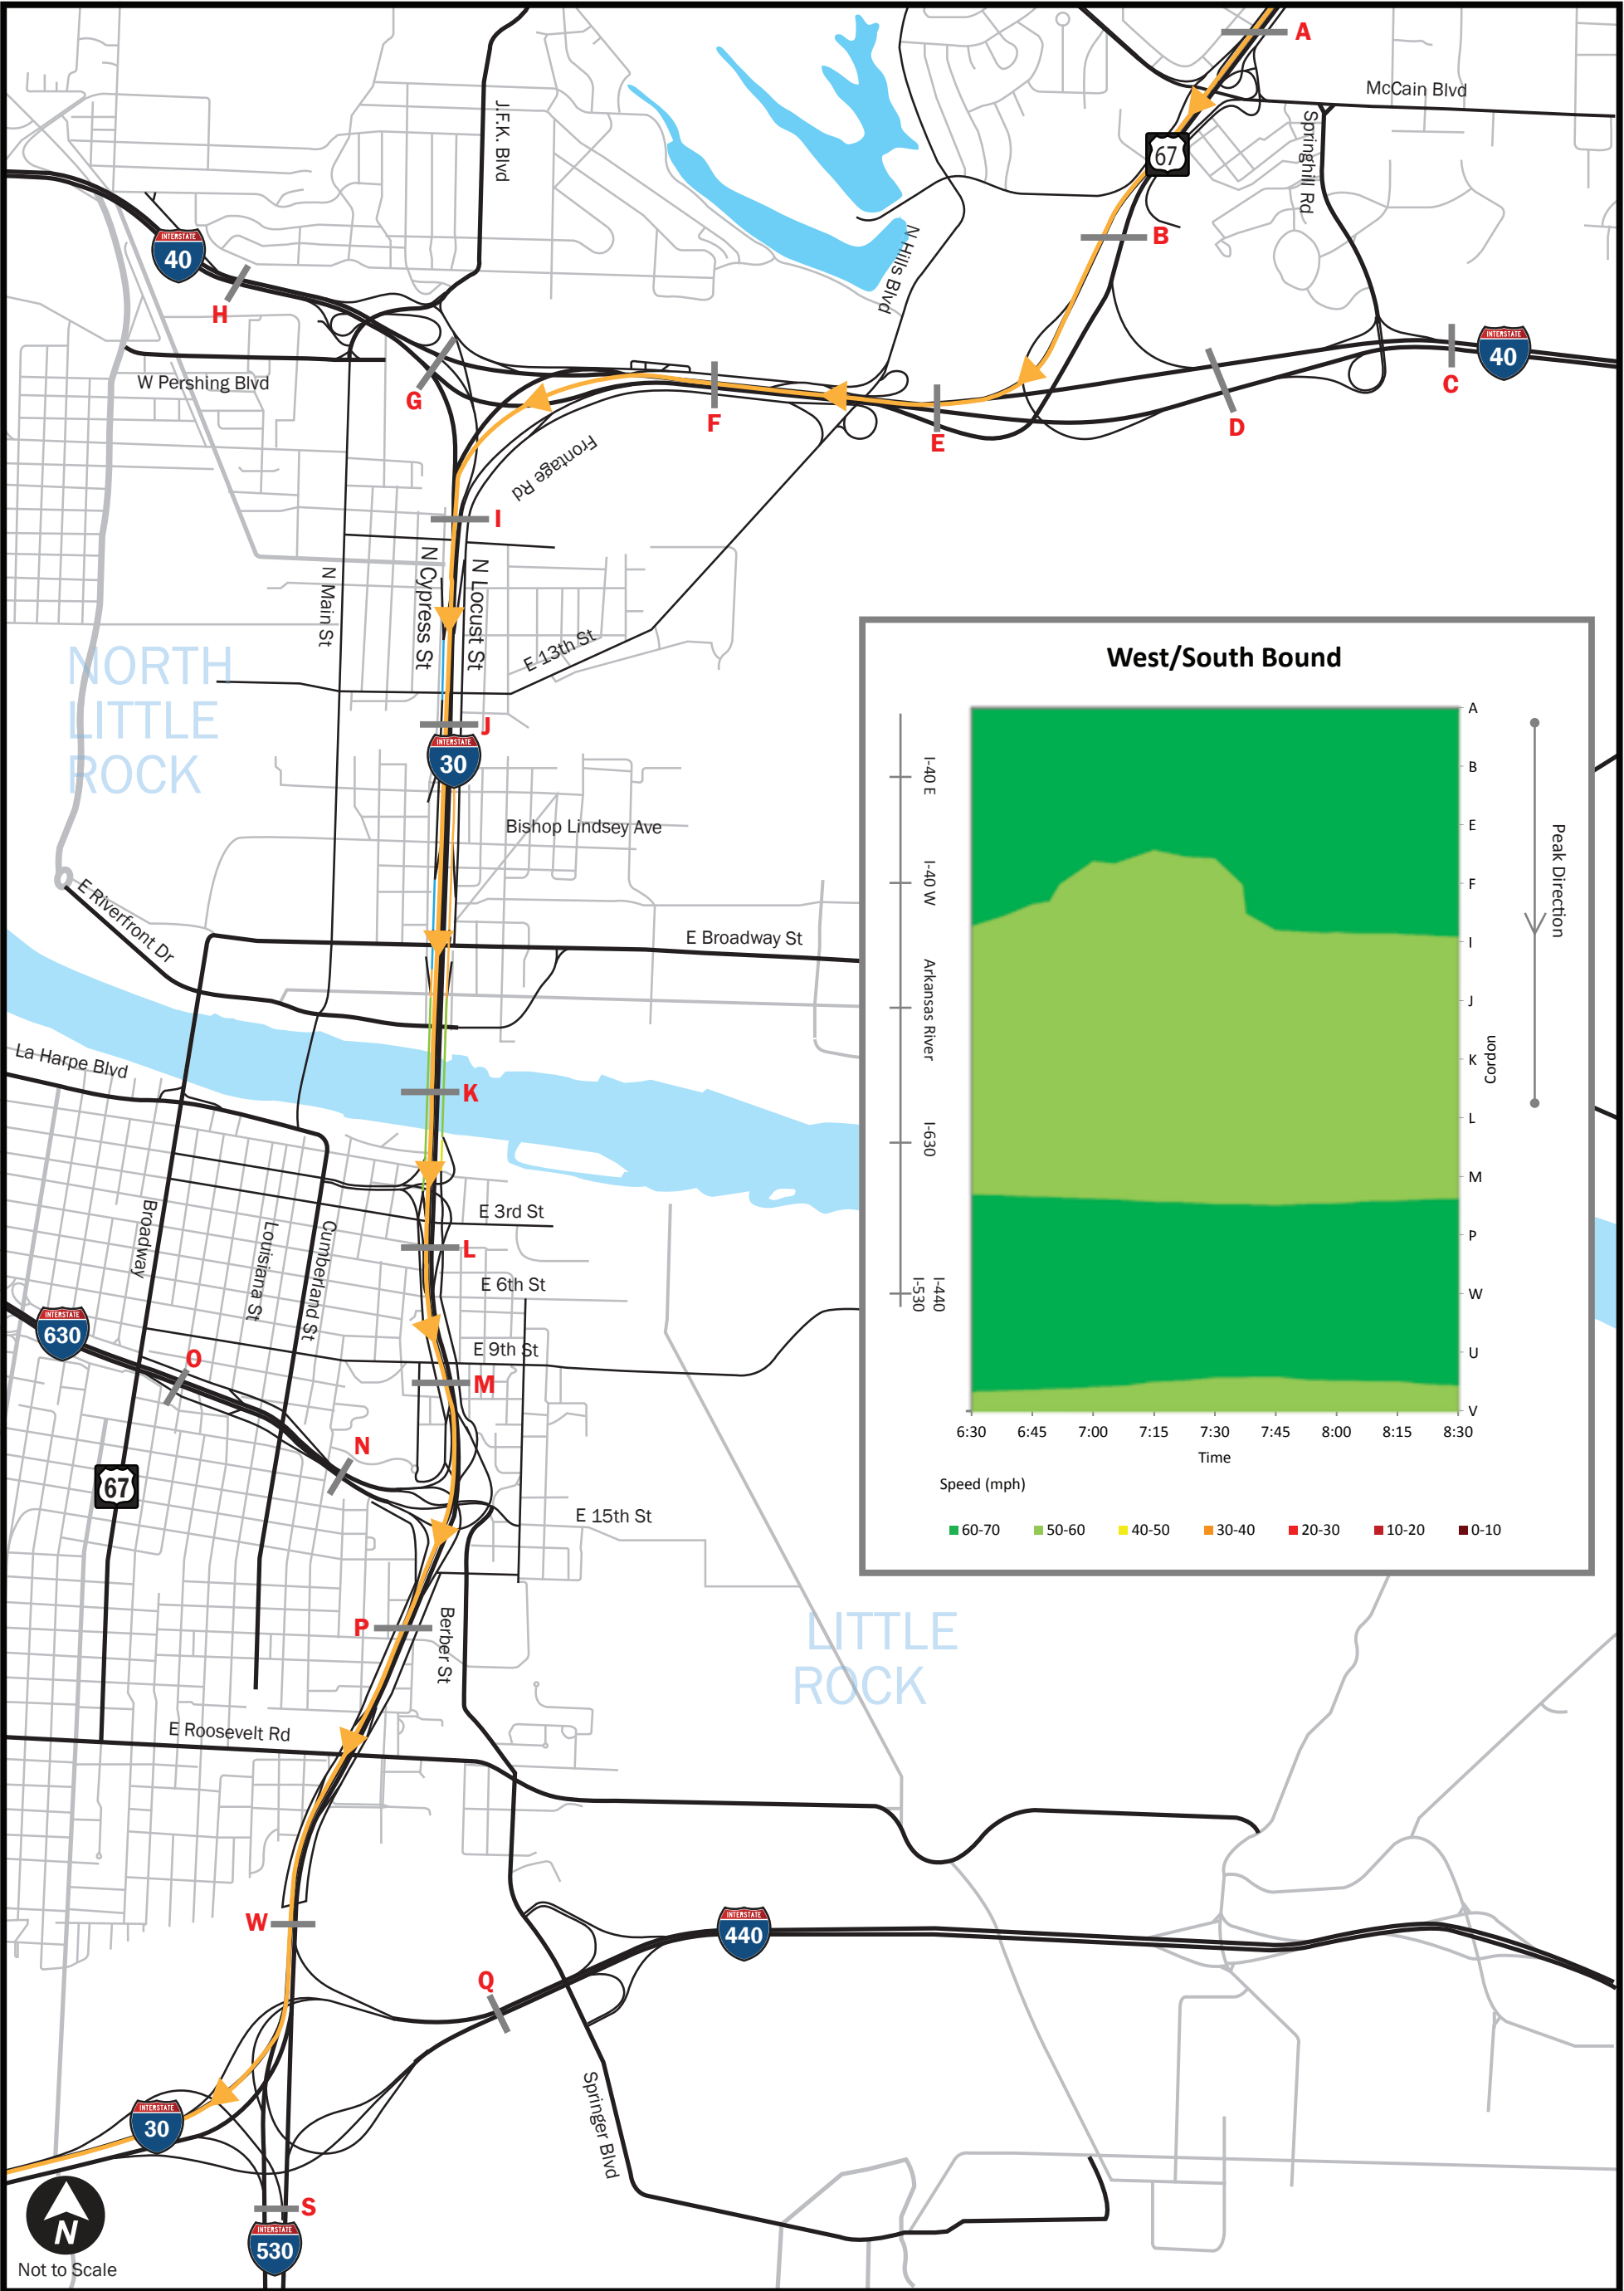 A
McCain Blvd
J.F.K. Blvd
Springhill Rd
67
B
N Hills Blvd
INTERSTATE
40
H
INTERSTATE
40
C
W Pershing Blvd
G
F
E
D
Frontage Rd
I
N Main St
N Cypress St
N Locust St
E 13th St
NORTH
LITTLE
ROCK
J
INTERSTATE
30
Bishop Lindsey Ave
E Riverfront Dr
E Broadway St
La Harpe Blvd
K
Broadway
Louisiana St
Cumberland St
E 3rd St
L
E 6th St
INTERSTATE
630
E 9th St
O
M
N
67
E 15th St
P
Berber St
LITTLE
ROCK
E Roosevelt Rd
W
INTERSTATE
440
Q
Springer Blvd
INTERSTATE
30
S
INTERSTATE
530
N
Not to Scale
West/South Bound
I-40 E
I-40 W
Arkansas River
I-630
I-440
I-530
A
B
E
F
I
J
K
L
M
P
W
U
V
Cordon
Peak Direction
6:30 6:45 7:00 7:15 7:30 7:45 8:00 8:15 8:30
Time
Speed (mph)
60-70 50-60 40-50 30-40 20-30 10-20 0-10